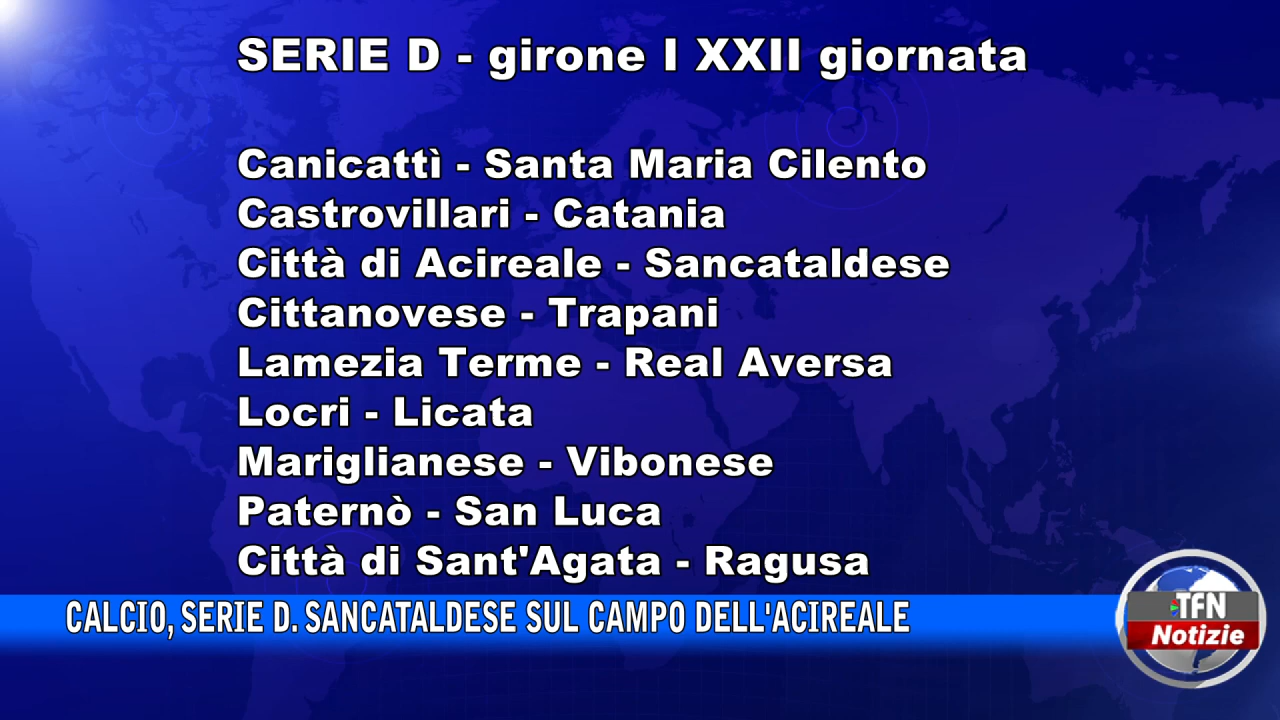 SERIE D - girone I XXII giornata
Canicattì - Santa Maria Cilento
Castrovillari - Catania
Città di Acireale - Sancataldese
Cittanovese - Trapani
Lamezia Terme - Real Aversa
Locri - Licata
Mariglianese - Vibonese
Paternò - San Luca
Città di Sant'Agata - Ragusa
CALCIO, SERIE D. SANCATALDESE SUL CAMPO DELL'ACIREALE
TFN
Notizie